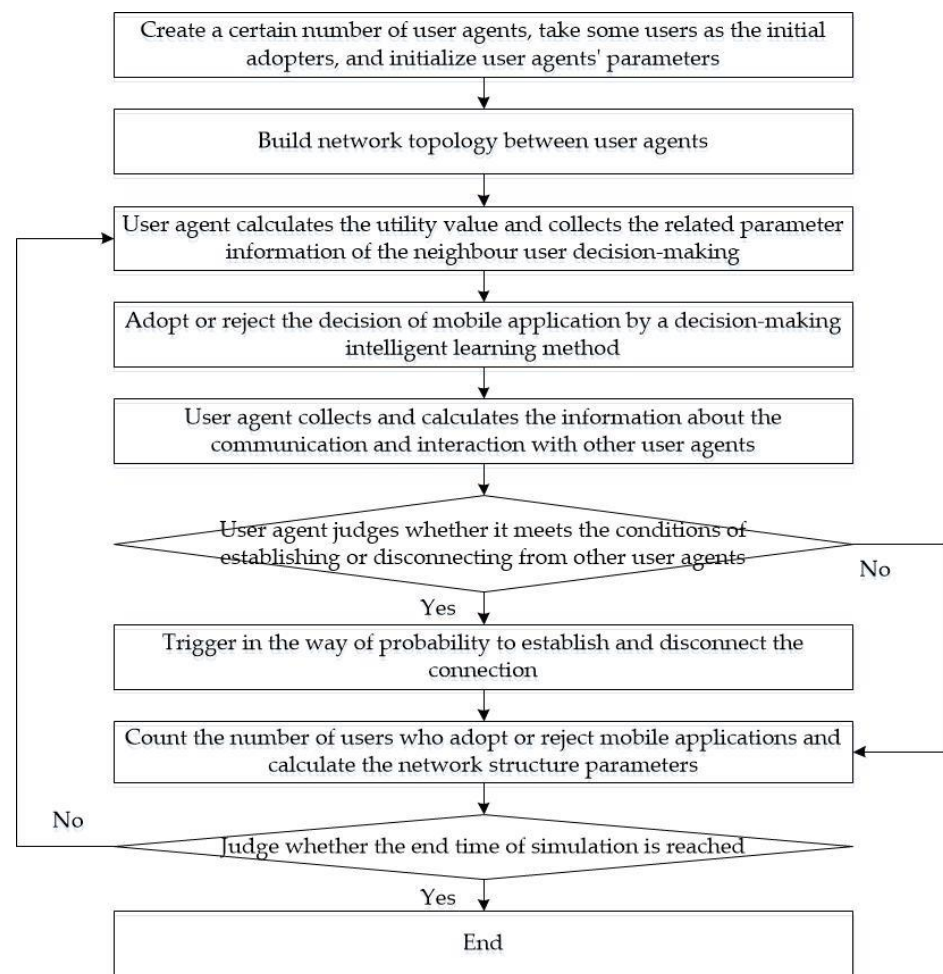 Create a certain number of user agents, take some users as the initial
adopters, and initialize user agents' parameters
Build network topology between user agents
User agent calculates the utility value and collects the related parameter
information of the neighbour user decision-making
Adopt or reject the decision of mobile application by a decision-making
intelligent learning method
User agent collects and calculates the information about the
communication and interaction with other user agents
User agent judges whether it meets the conditions of
establishing or disconnecting from other user agents
No
Yes
Trigger in the way of probability to establish and disconnect the
connection
Count the number of users who adopt or reject mobile applications and
calculate the network structure parameters
No
Judge whether the end time of simulation is reached
Yes
End